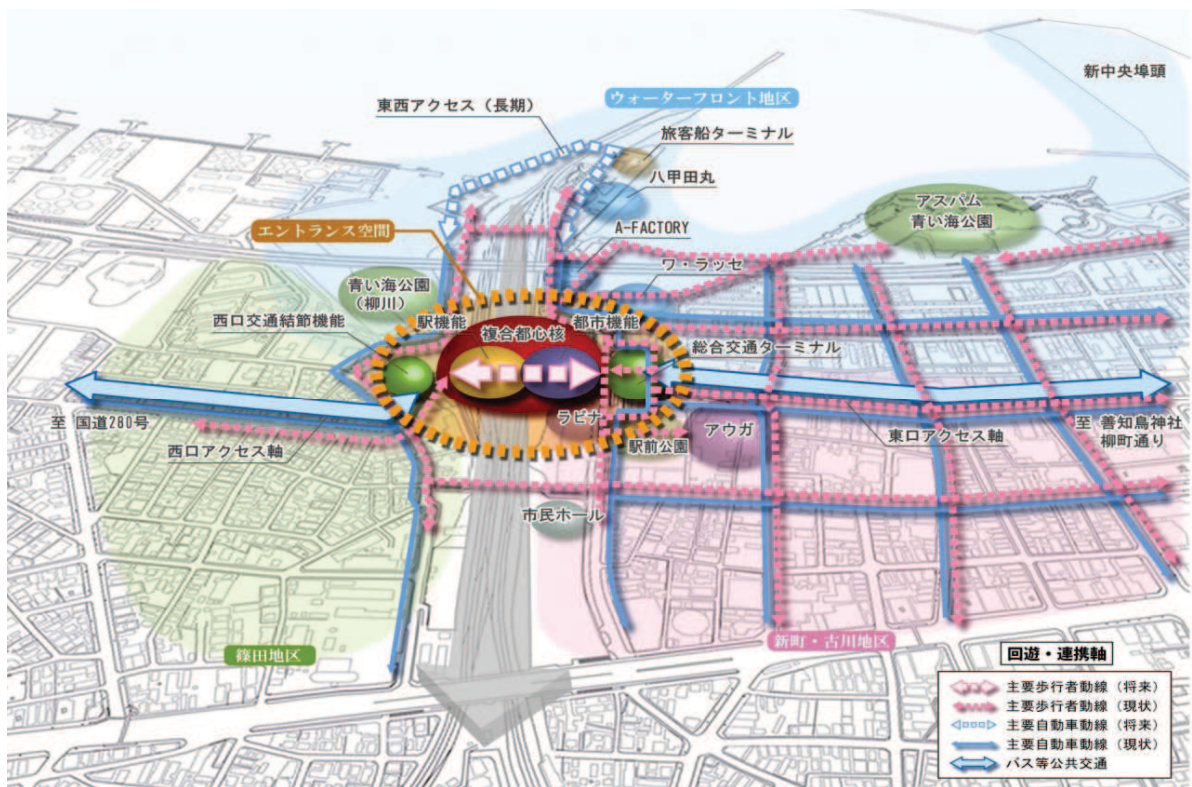 新中央埠頭
東西アクセス（長期）
ウォーターフロント地区
旅客船ターミナル
八甲田丸
アスパム
青い海公園
エントランス空間
A-FACTORY
ワ・ラッセ
青い海公園
（柳川）
西口交通結節機能
駅機能
都市機能
複合都心核
総合交通ターミナル
至 国道280号
ラビナ
アウガ
至 善知鳥神社
柳町通り
西口アクセス軸
東口アクセス軸
駅前公園
市民ホール
篠田地区
新町・古川地区
回遊・連携軸
主要歩行者動線（将来）
主要歩行者動線（現状）
主要自動車動線（将来）
主要自動車動線（現状）
バス等公共交通